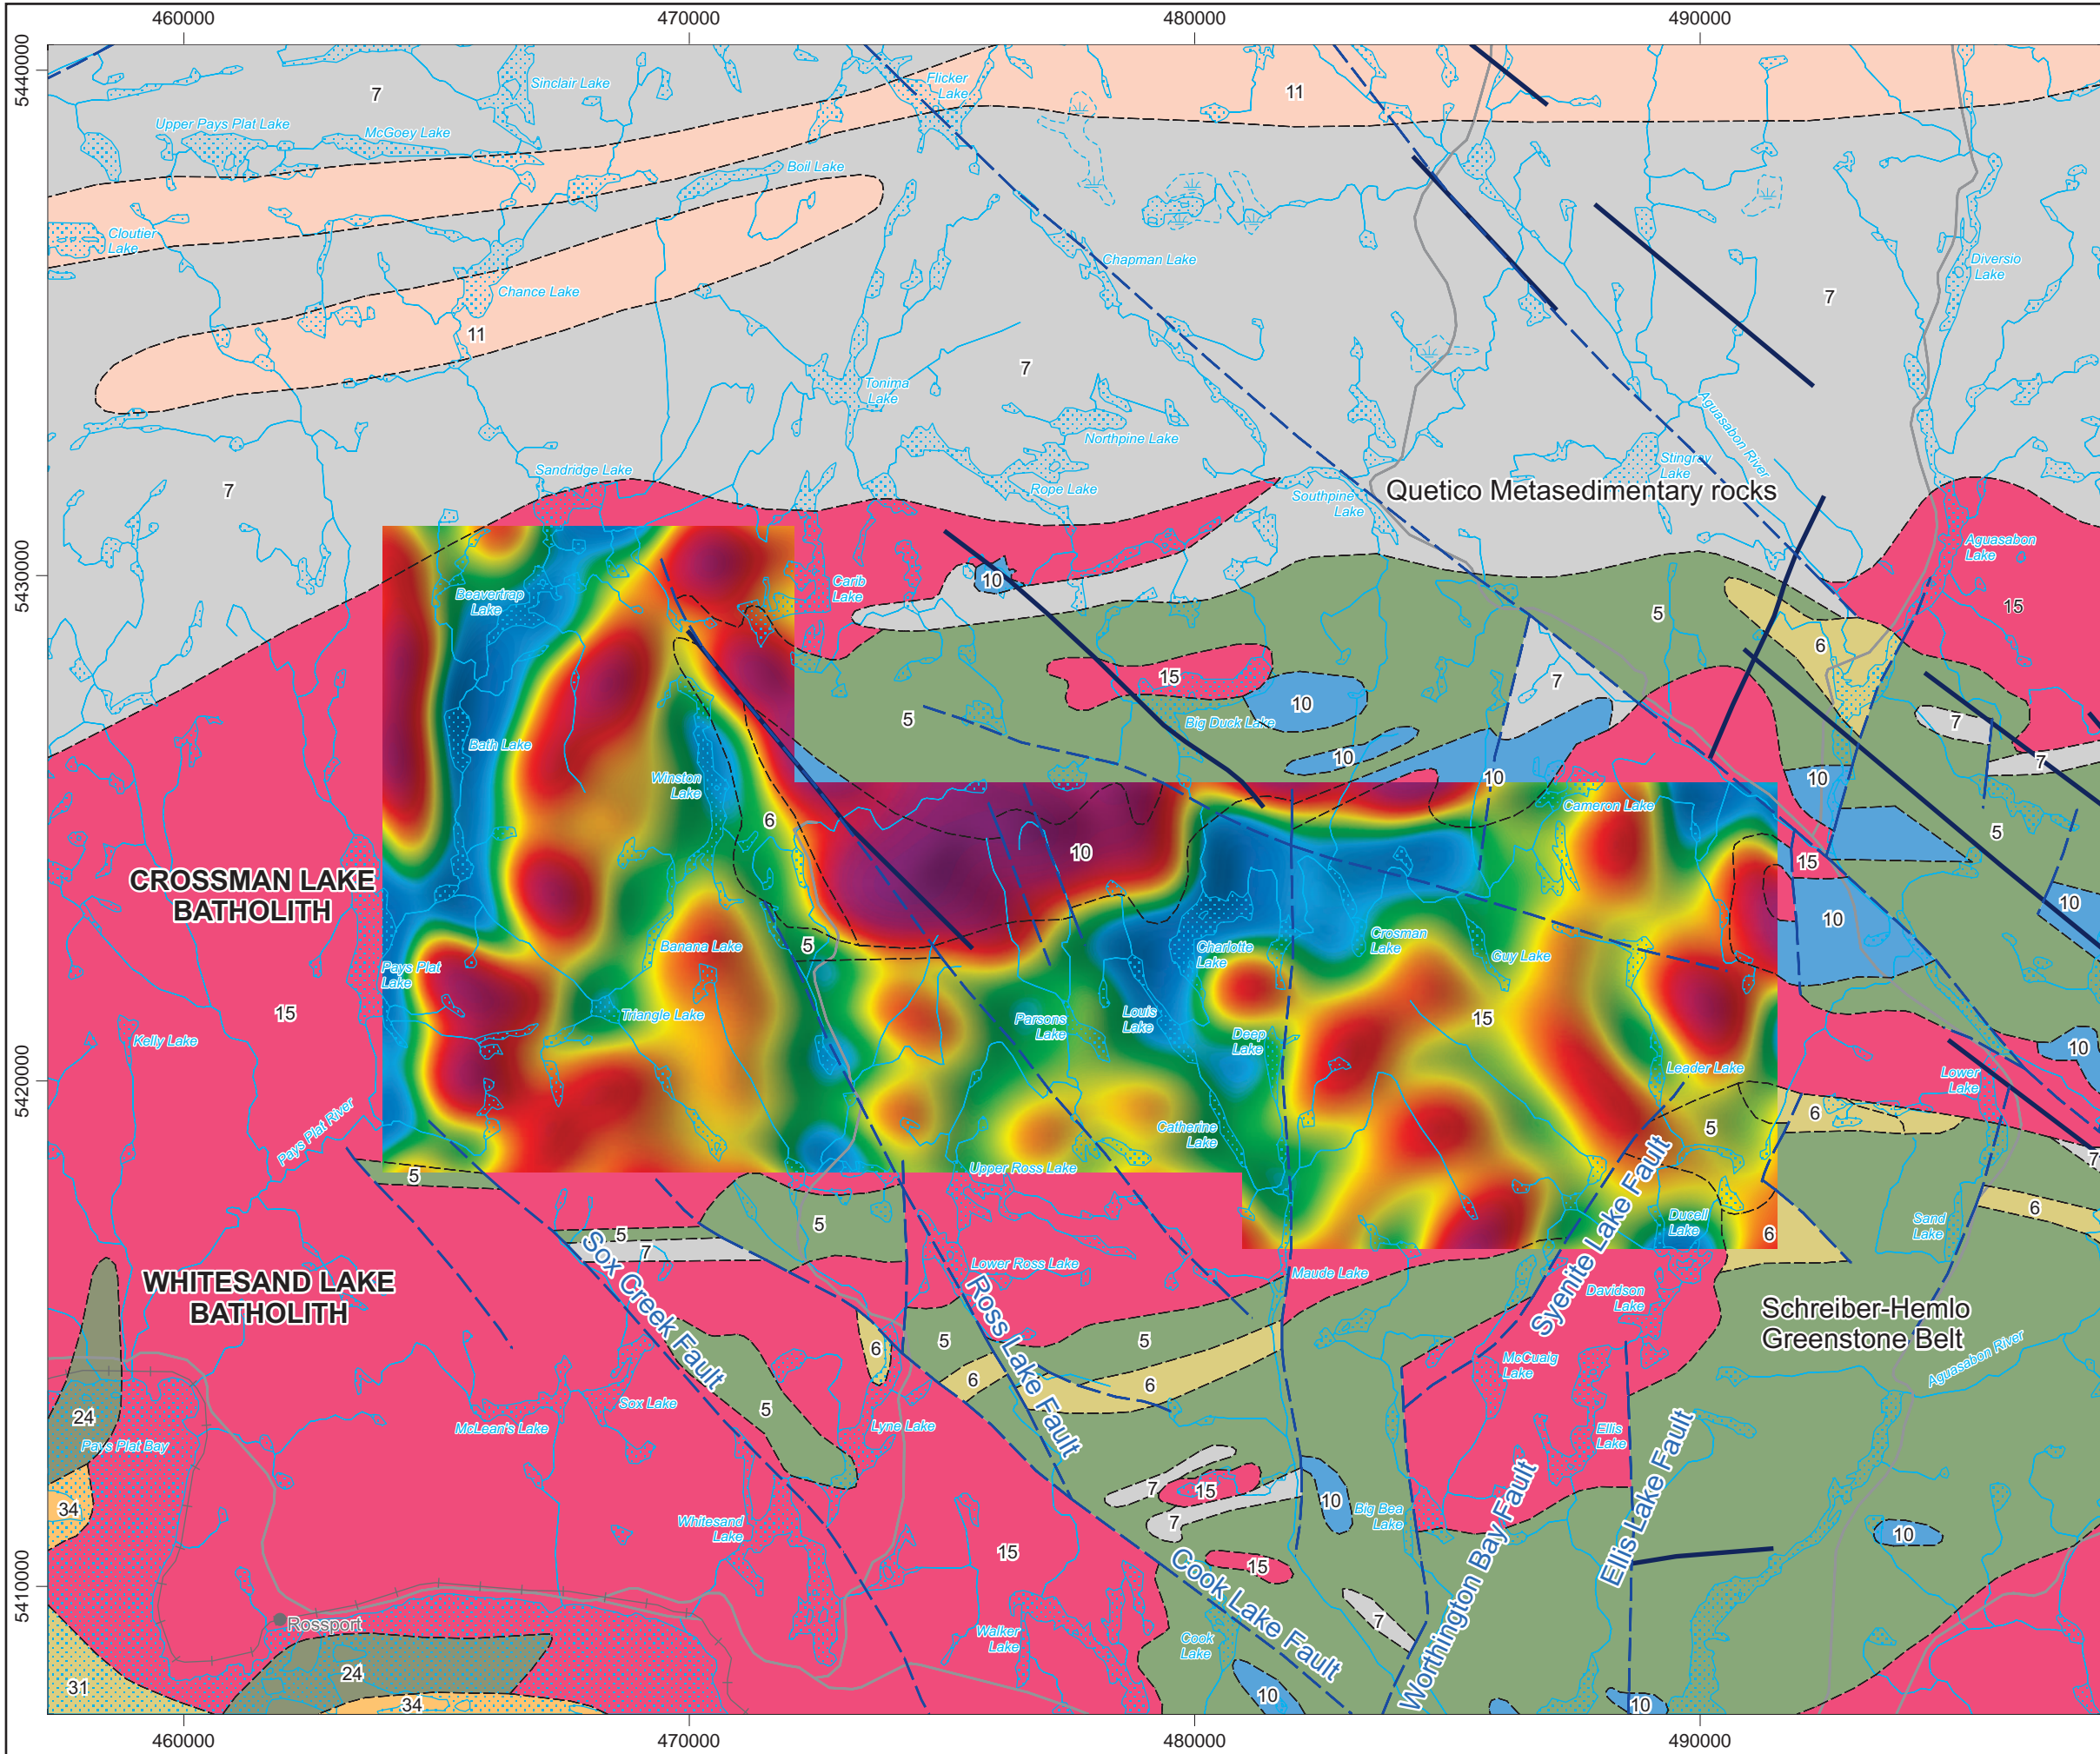 460000
470000
480000
490000
5440000
7
Sinclair Lake
Flicker
Lake
11
Upper Pays Plat Lake
McGoey Lake
Boil Lake
Cloutier
Lake
Chapman Lake
Diversio
Lake
Chance Lake
7
11
7
Tonima
Lake
Northpine Lake
Aguasabon River
Stingray
Lake
Sandridge Lake
7
Rope Lake
Southpine
Lake
Quetico Metasedimentary rocks
5430000
Aguasabon
Lake
Beavertrap
Lake
Carib
Lake
10
5
15
6
15
7
10
5
Big Duck Lake
7
Bath Lake
10
7
Winston
Lake
10
10
Cameron Lake
6
5
10
15
CROSSMAN LAKE
BATHOLITH
10
10
Banana Lake
5
Charlotte
Lake
Crosman
Lake
Guy Lake
Pays Plat
Lake
15
Triangle Lake
Parsons
Lake
Louis
Lake
15
Deep
Lake
Kelly Lake
10
5420000
Leader Lake
Lower
Lake
6
Pays Plat River
Catherine
Lake
5
7
5
Upper Ross Lake
6
5
5
7
Ducell
Lake
6
Sand
Lake
Sox Creek Fault
Ross Lake Fault
Syenite Lake Fault
Lower Ross Lake
Maude Lake
WHITESAND LAKE
BATHOLITH
Davidson
Lake
Schreiber-Hemlo
Greenstone Belt
6
5
5
McCuaig
Lake
Aguasabon River
6
6
24
5
Sox Lake
McLean's Lake
Lyne Lake
Ellis
Lake
Pays Plat Bay
34
7
15
10
Big Bea
Lake
7
Whitesand
Lake
10
15
15
Cook Lake Fault
Worthington Bay Fault
Ellis Lake Fault
5410000
Rossport
7
Walker
Lake
Cook
Lake
24
31
34
10
10
460000
470000
480000
490000